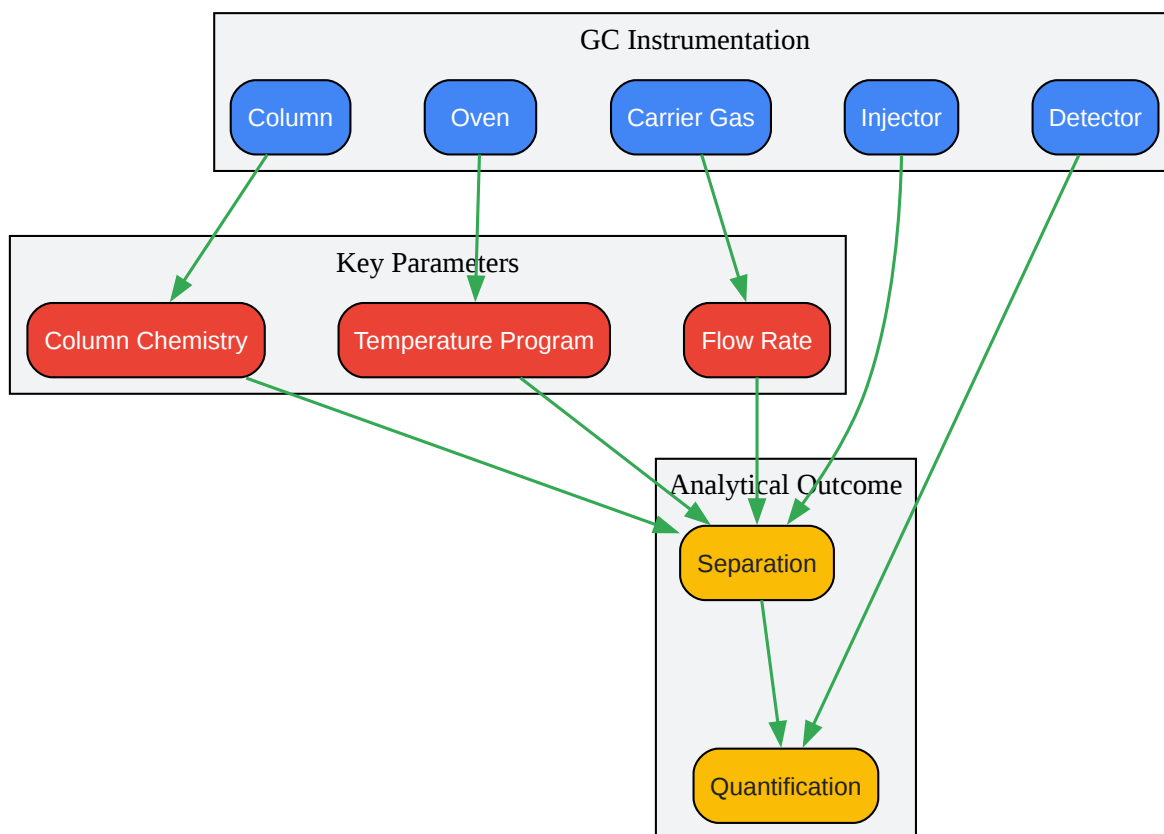 GC Instrumentation
Column
Oven
Carrier Gas
Injector
Detector
Key Parameters
Column Chemistry
Temperature Program
Flow Rate
Analytical Outcome
Separation
Quantification